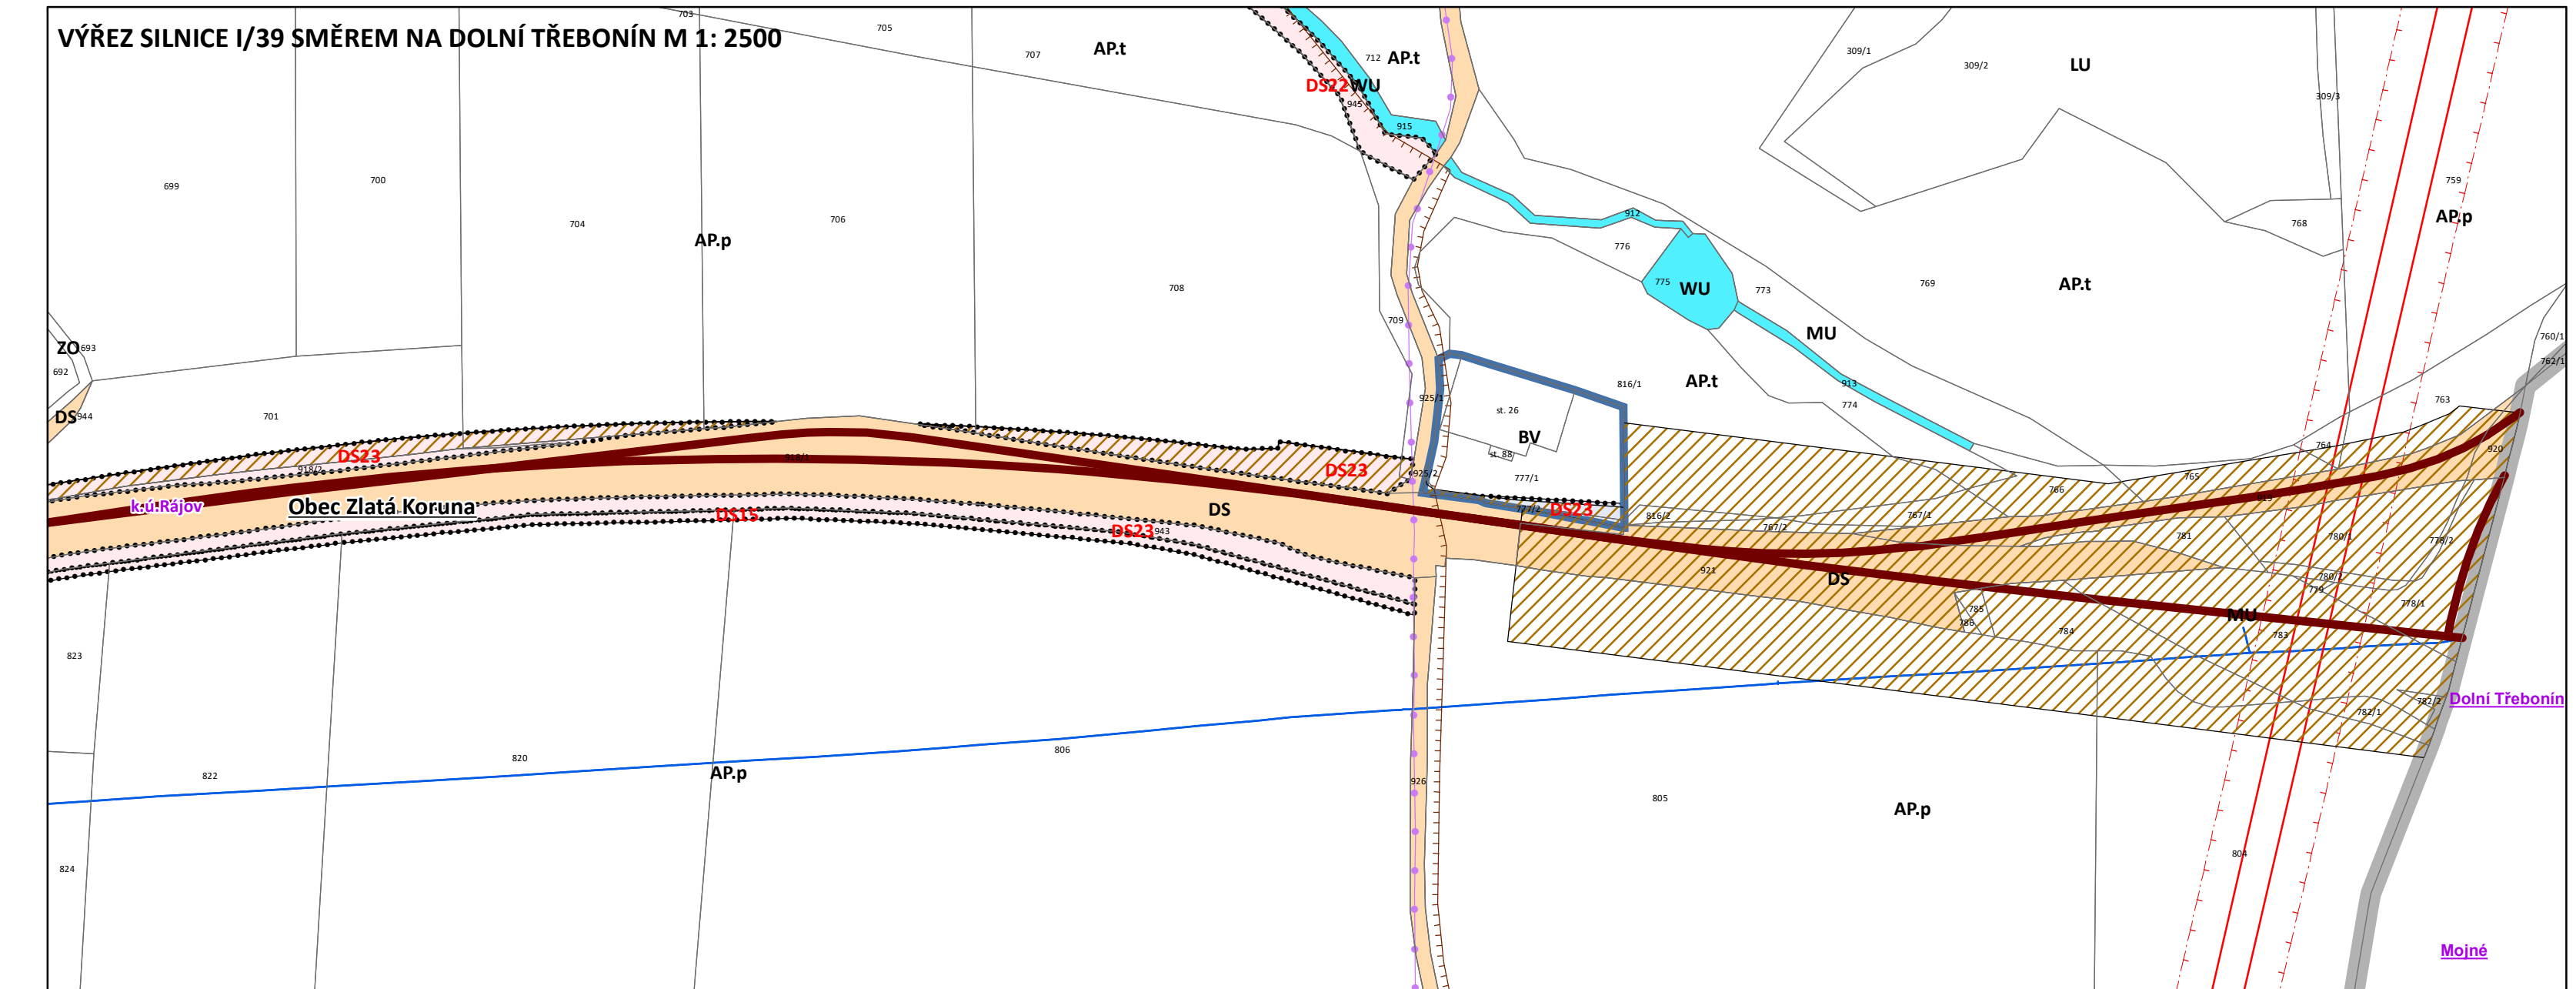 VÝŘEZ SILNICE I/39 SMĚREM NA DOLNÍ TŘEBONÍN M 1: 2500
703
705
707
AP.t
712
AP.t
DS22
WU
945
915
309/1
309/2
LU
309/3
699
700
704
706
AP.p
708
709
912
776
775
WU
773
769
AP.t
768
759
AP.p
MU
ZO
693
692
DS
944
701
918/2
DS23
918/1
k.ú.Rájov
Obec Zlatá Koruna
DS15
DS23
943
DS
DS23
925/1
925/2
st. 26
BV
st. 88
777/1
777/2
DS23
816/1
AP.t
913
774
816/2
767/2
767/1
766
765
764
763
760/1
762/1
920
919
781
780/1
778/2
780/2
779
778/1
921
DS
785
786
784
MU
783
782/2
782/1
Dolní Třebonín
823
822
820
AP.p
806
926
805
AP.p
824
804
Mojné